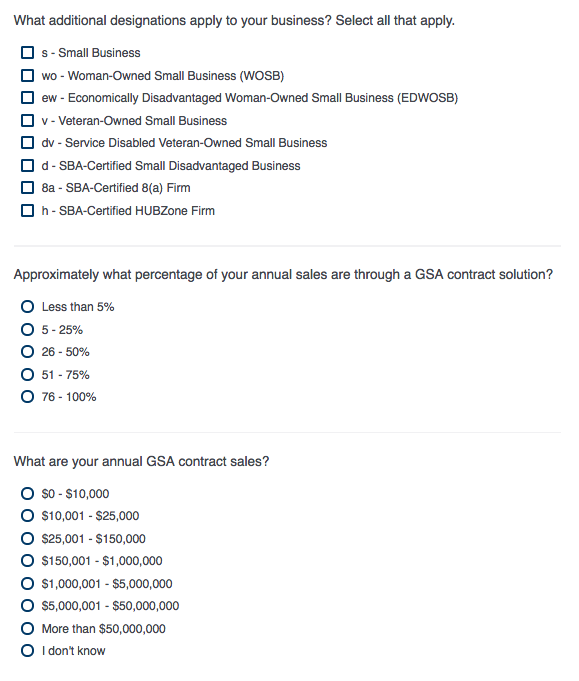 What additional designations apply to your business? Select all that apply.
s - Small Business
wo - Woman-Owned Small Business (WOSB)
ew - Economically Disadvantaged Woman-Owned Small Business (EDWOSB)
v - Veteran-Owned Small Business
dv - Service Disabled Veteran-Owned Small Business
d - SBA-Certified Small Disadvantaged Business
8a - SBA-Certified 8(a) Firm
h - SBA-Certified HUBZone Firm
Approximately what percentage of your annual sales are through a GSA contract solution?
Less than 5%
5 - 25%
26 - 50%
51 - 75%
76 - 100%
What are your annual GSA contract sales?
$0 - $10,000
$10,001 - $25,000
$25,001 - $150,000
$150,001 - $1,000,000
$1,000,001 - $5,000,000
$5,000,001 - $50,000,000
More than $50,000,000
I don't know